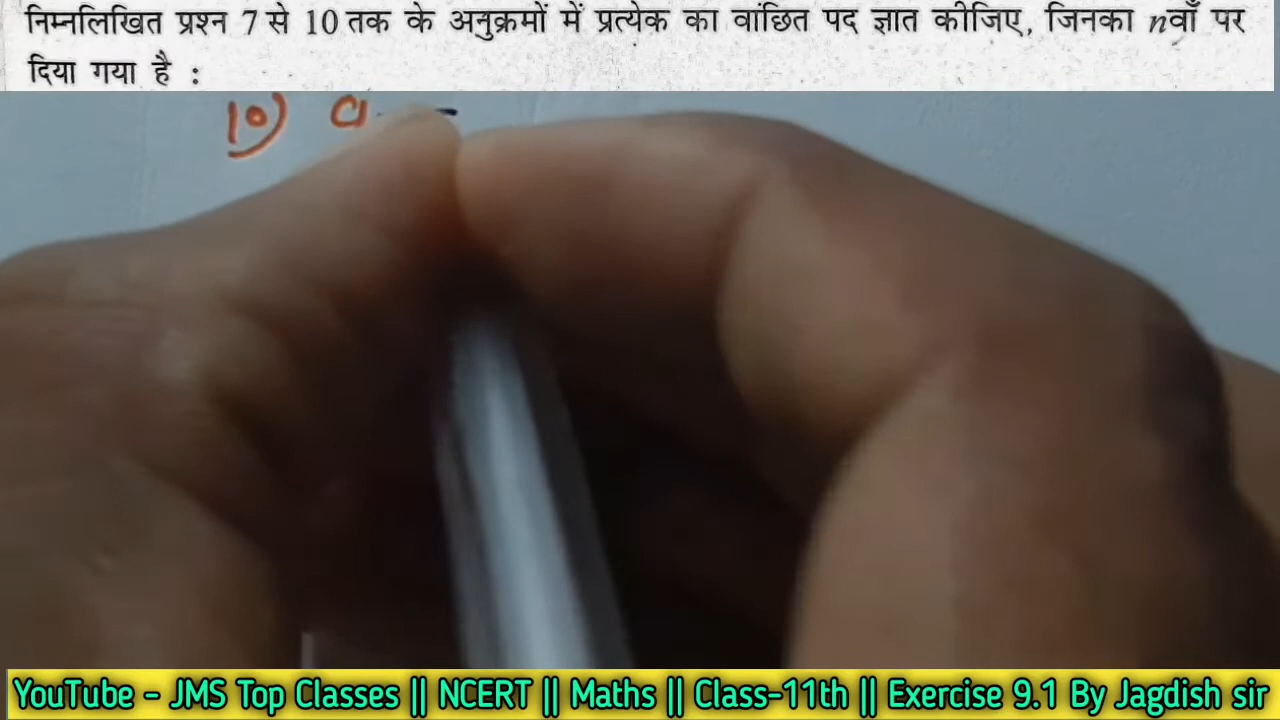 निम्नलिखित प्रश्न 7 से 10 तक के अनुक्रमों में प्रत्येक का वांछित पद ज्ञात कीजिए, जिनका nवाँ पर
दिया गया है :
10) a
YouTube - JMS Top Classes || NCERT || Maths || Class-11th || Exercise 9.1 By Jagdish sir